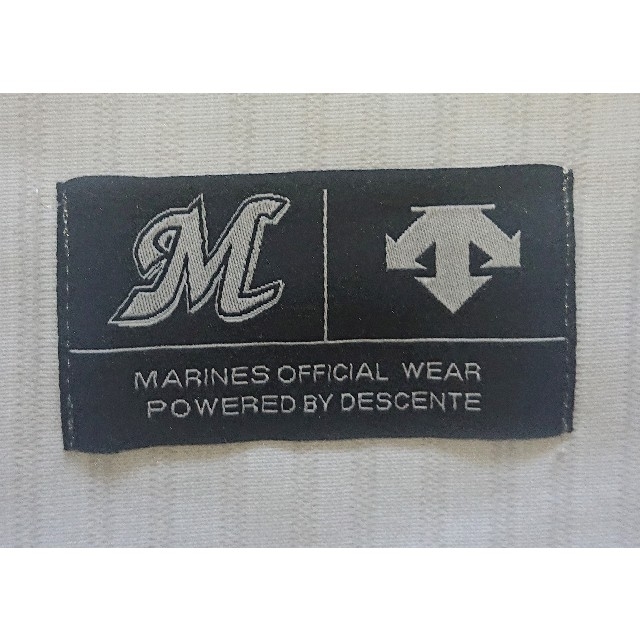 M
MARINES OFFICIAL WEAR
POWERED BY DESCENTE